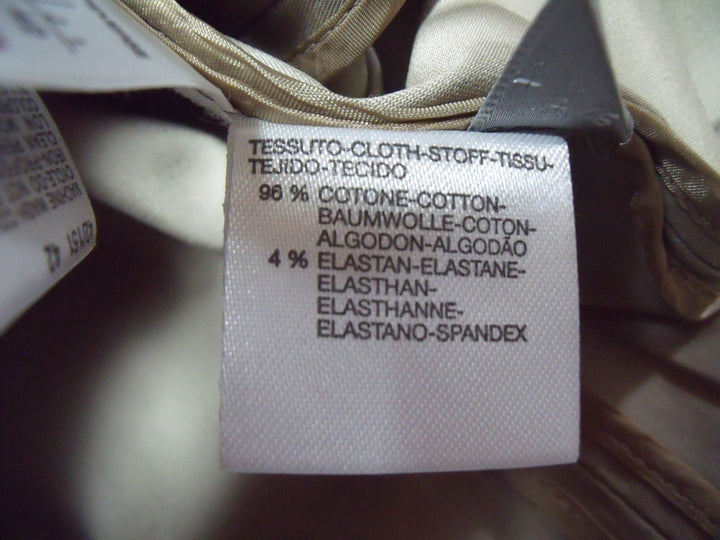 TESSUTO-CLOTH-STOFF-TISSU-
TEJIDO-TECIDO
96 % COTONE-COTTON-
BAUMWOLLE-COTON-
ALGODON-ALGODÃO
4 % ELASTAN-ELASTANE-
ELASTHAN-
ELASTHANNE-
ELASTANO-SPANDEX
42